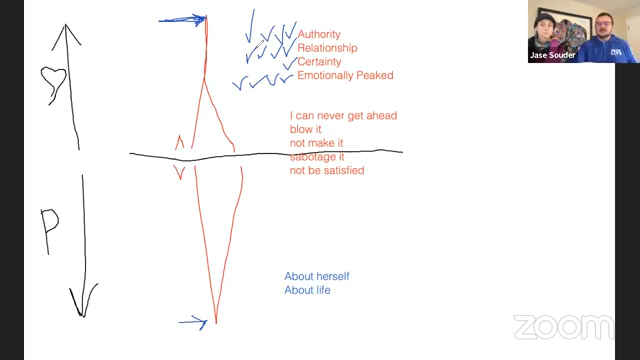 Authority
Relationship
Certainty
Emotionally Peaked
I can never get ahead
blow it
not make it
sabotage it
not be satisfied
P
About herself
About life
Jase Souder
zoom